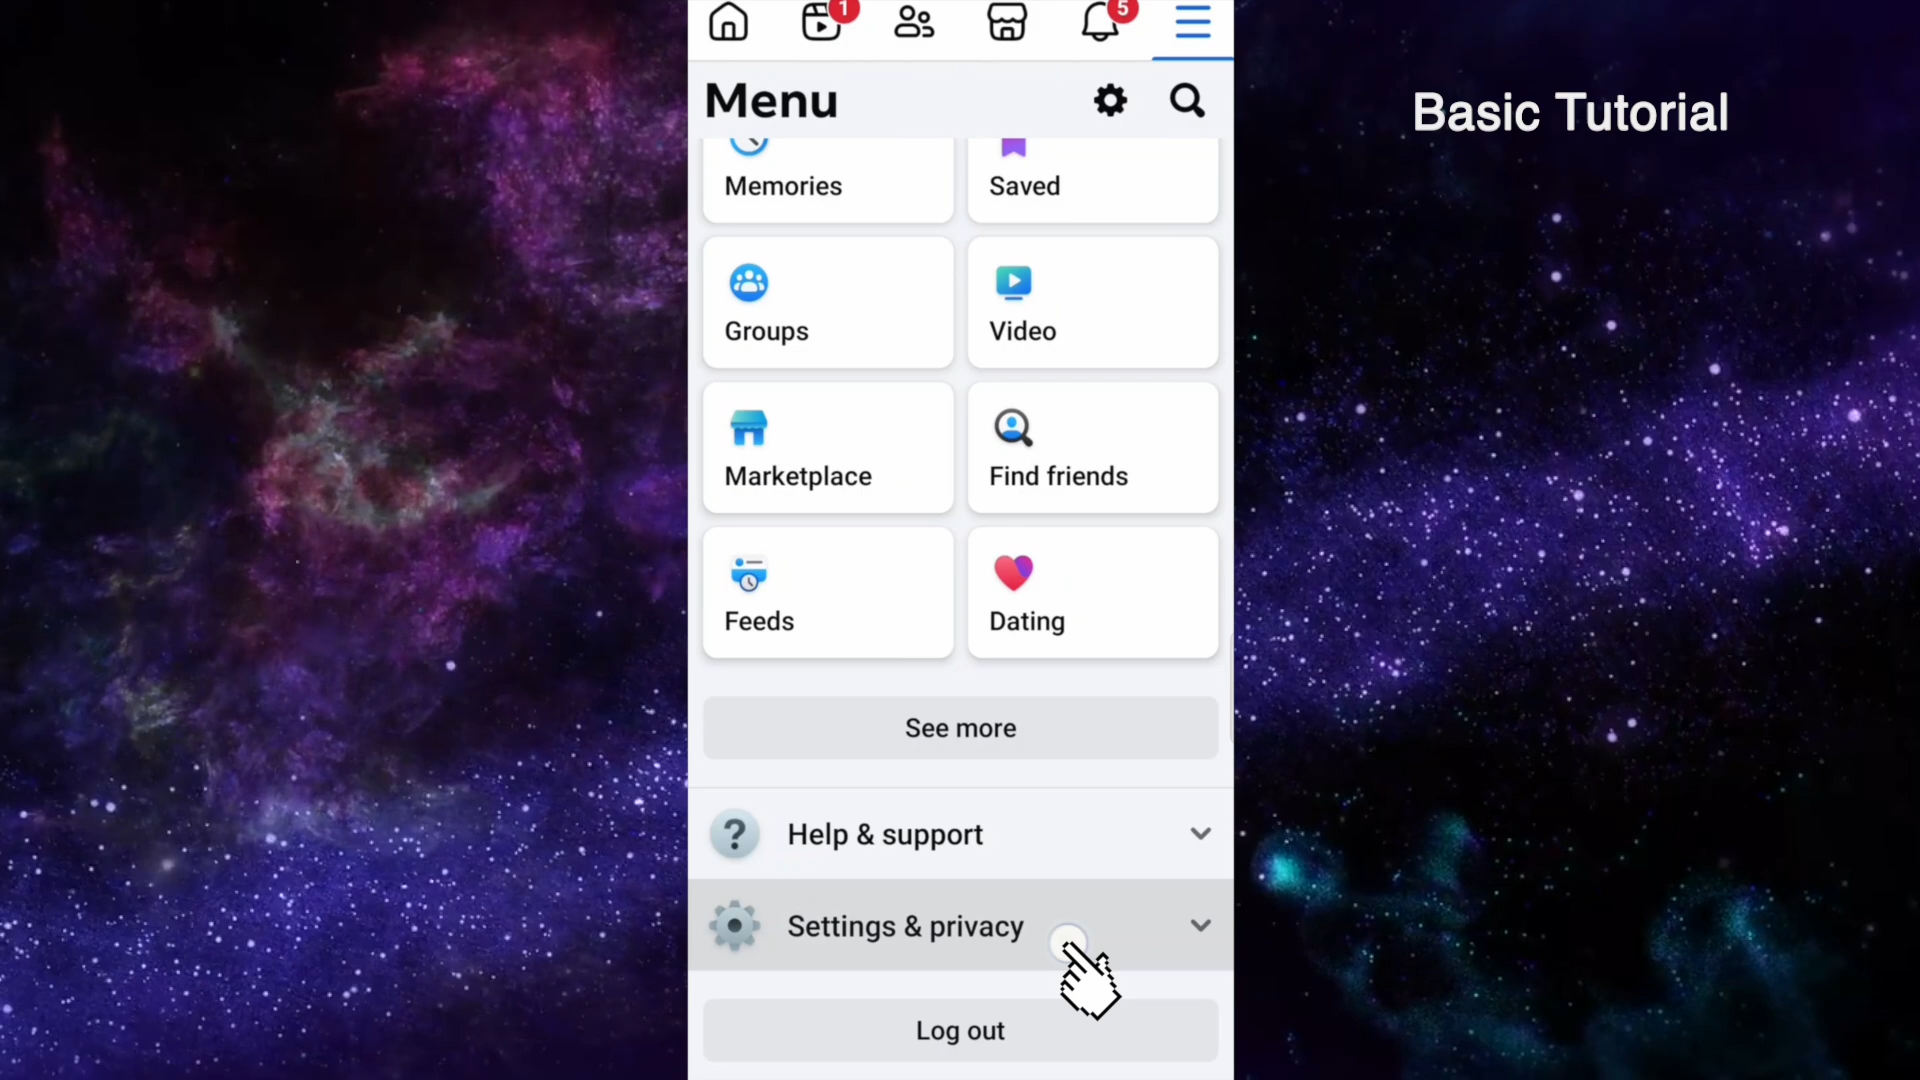 1
5
Menu
Basic Tutorial
Memories
Saved
Groups
Video
Marketplace
Find friends
Feeds
Dating
See more
? Help & support
Settings & privacy
Log out